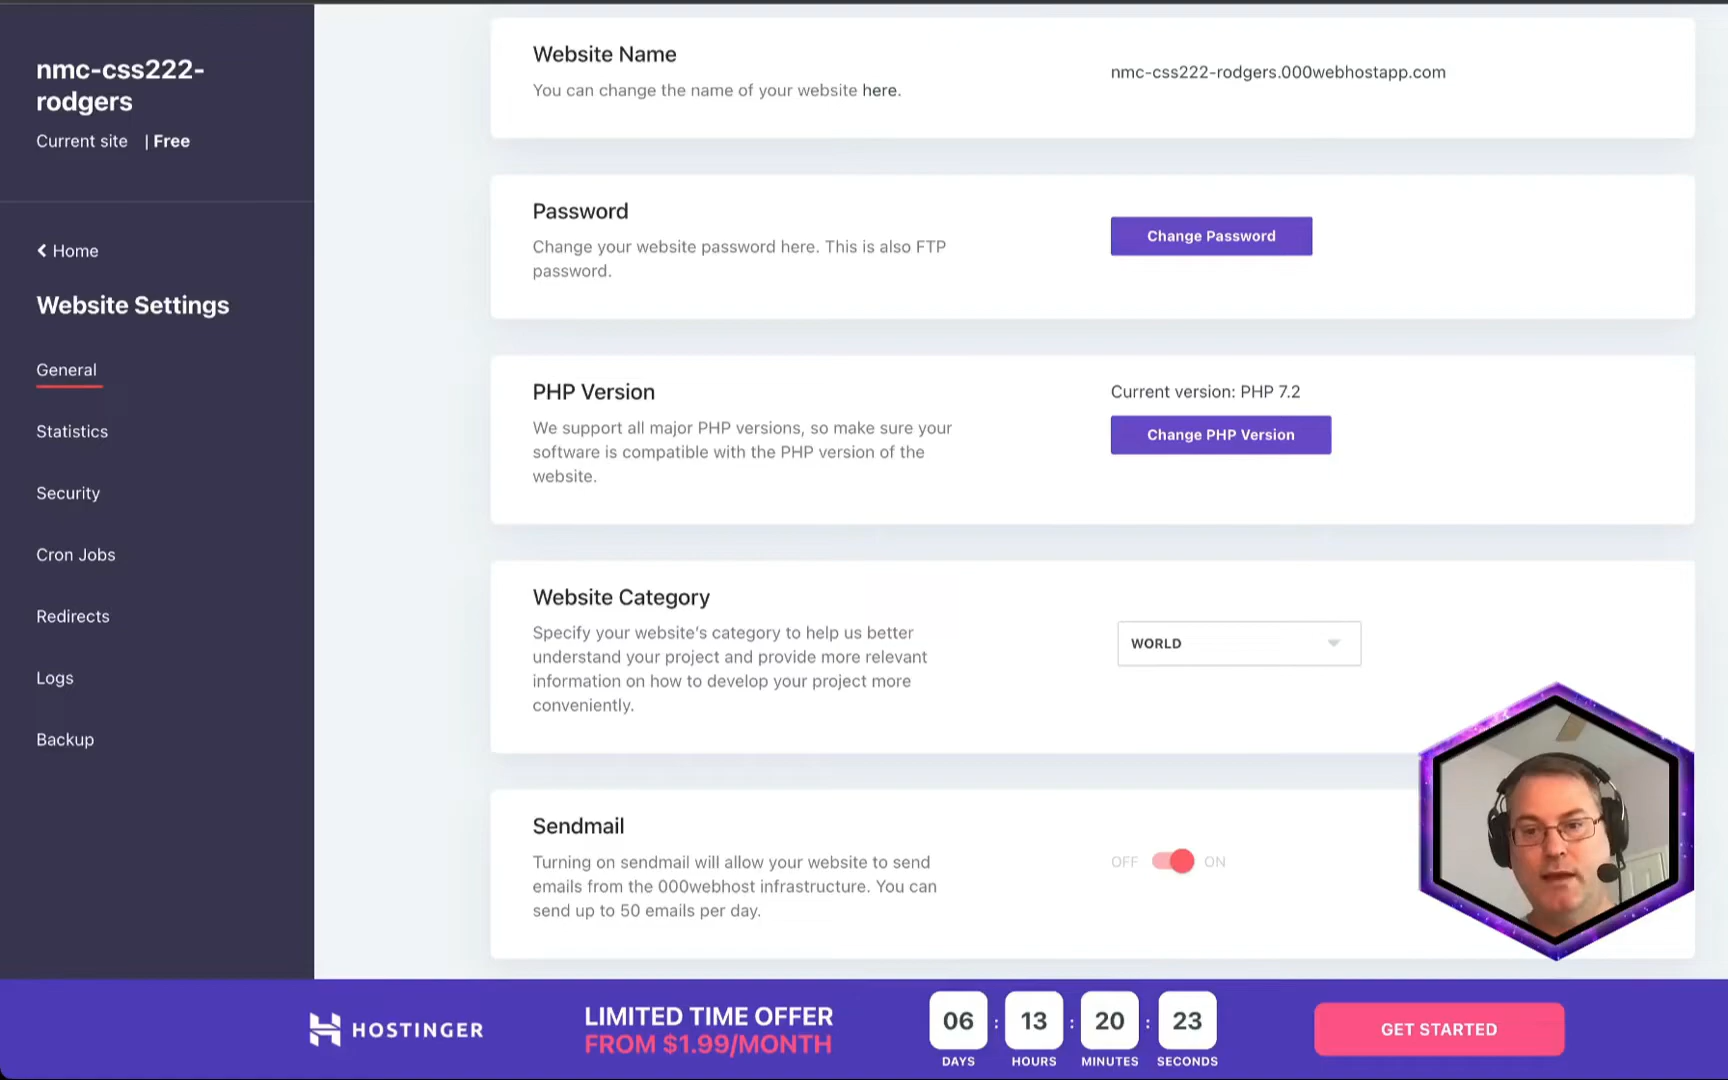 nmc-css222-
rodgers
Current site | Free
Home
Website Settings
General
Statistics
Security
Cron Jobs
Redirects
Logs
Backup
Website Name
You can change the name of your website here.
nmc-css222-rodgers.000webhostapp.com
Password
Change your website password here. This is also FTP
password.
Change Password
PHP Version
We support all major PHP versions, so make sure your
software is compatible with the PHP version of the
website.
Current version: PHP 7.2
Change PHP Version
Website Category
Specify your website's category to help us better
understand your project and provide more relevant
information on how to develop your project more
conveniently.
WORLD
Sendmail
Turning on sendmail will allow your website to send
emails from the 000webhost infrastructure. You can
send up to 50 emails per day.
OFF ON
HOSTINGER
LIMITED TIME OFFER
FROM $1.99/MONTH
06 : 13 : 20 : 23
DAYS HOURS MINUTES SECONDS
GET STARTED